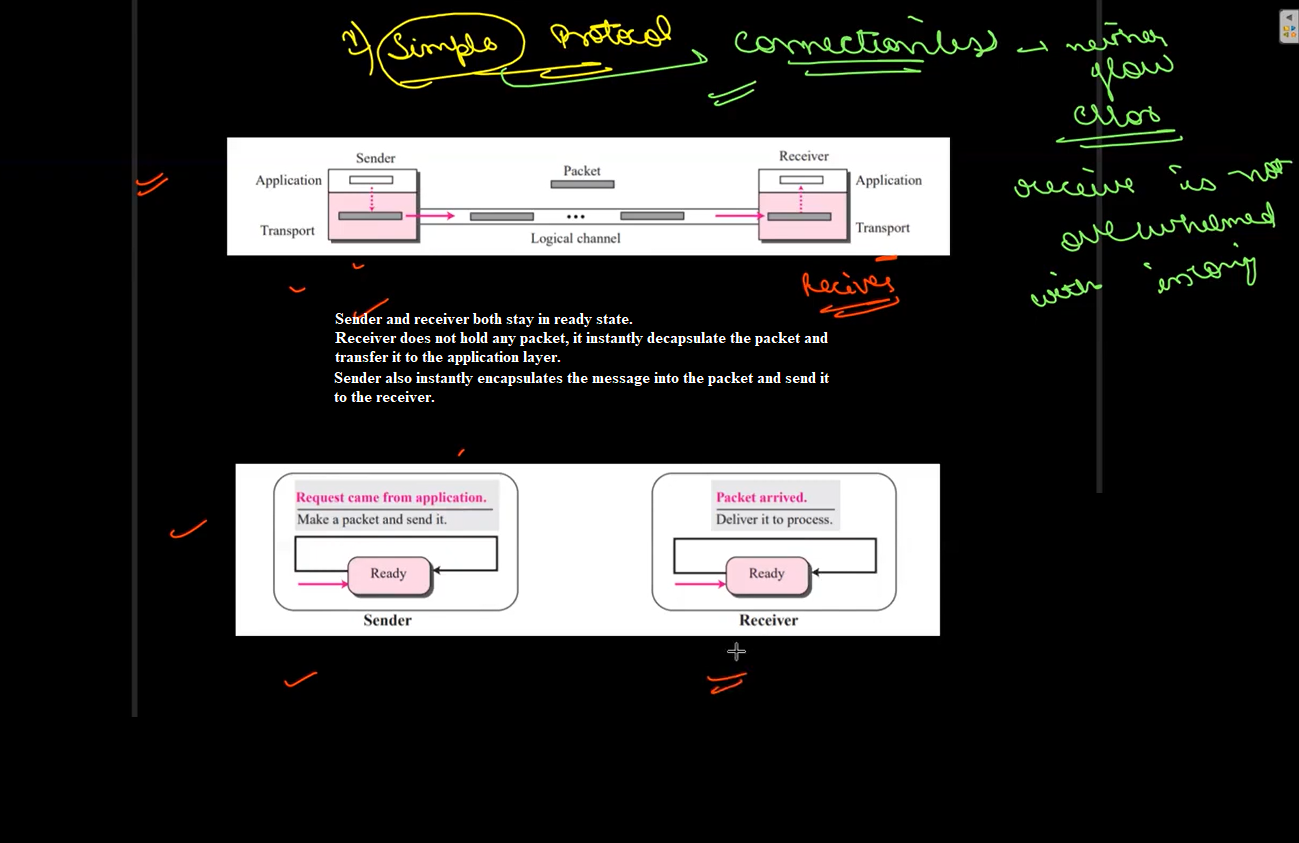 1) Simple Protocol
Connectionless → neither
flow
error
receive is not
overwhelmed
with incoming
Sender
Receiver
Packet
Application
Application
Transport
Transport
Logical channel
Recives
Sender and receiver both stay in ready state.
Receiver does not hold any packet, it instantly decapsulate the packet and
transfer it to the application layer.
Sender also instantly encapsulates the message into the packet and send it
to the receiver.
Request came from application.
Make a packet and send it.
Ready
Sender
Packet arrived.
Deliver it to process.
Ready
Receiver